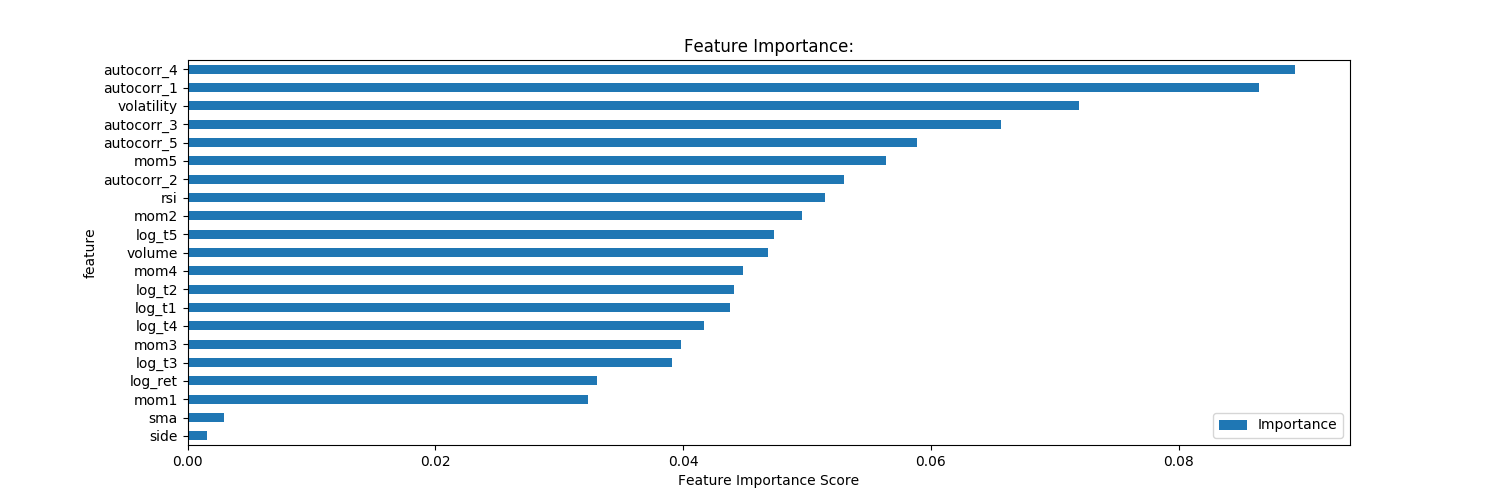 Feature Importance:
autocorr_4
autocorr_1
volatility
autocorr_3
autocorr_5
mom5
autocorr_2
rsi
mom2
log_t5
volume
mom4
log_t2
log_t1
log_t4
mom3
log_t3
log_ret
mom1
sma
side
feature
Importance
0.00 0.02 0.04 0.06 0.08
Feature Importance Score